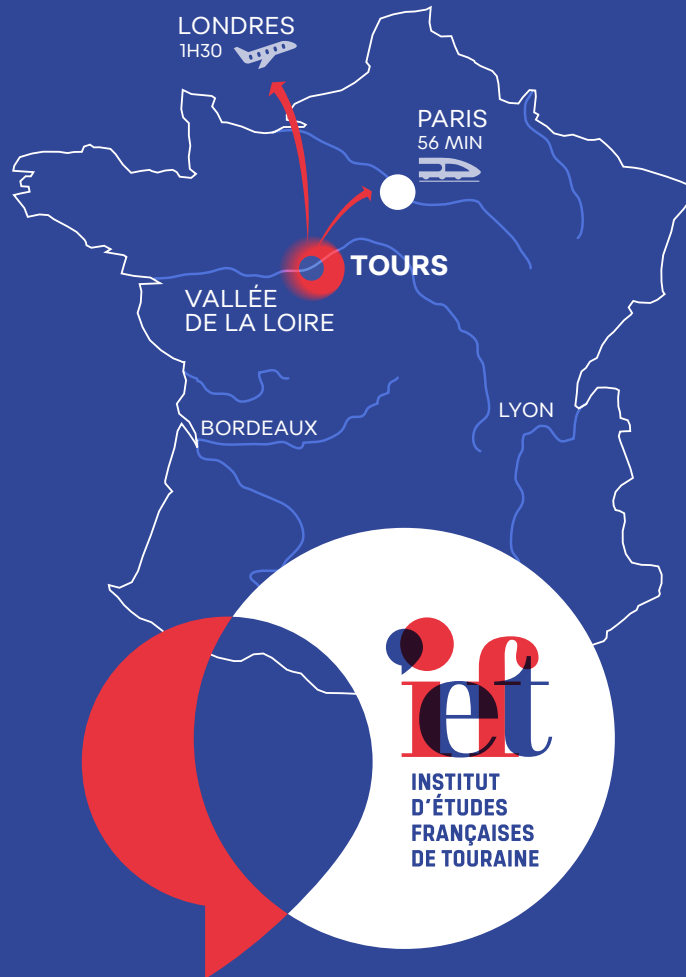 LONDRES
1H30
PARIS
56 MIN
TOURS
VALLÉE
DE LA LOIRE
LYON
BORDEAUX
ieft
INSTITUT
D'ÉTUDES
FRANÇAISES
DE TOURAINE